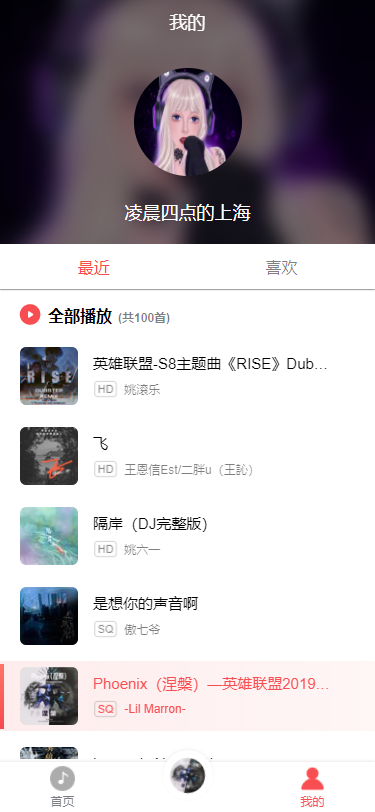 我的
凌晨四点的上海
最近 喜欢
全部播放 (共100首)
RISE
英雄联盟-S8主题曲《RISE》Dub...
HD 姚滚乐
飞
HD 王恩信Est/二胖u（王訫）
隔岸（DJ完整版）
HD 姚六一
是想你的声音啊
SQ 傲七爷
Phoenix（涅槃）—英雄联盟2019...
SQ -Lil Marron-
首页 我的